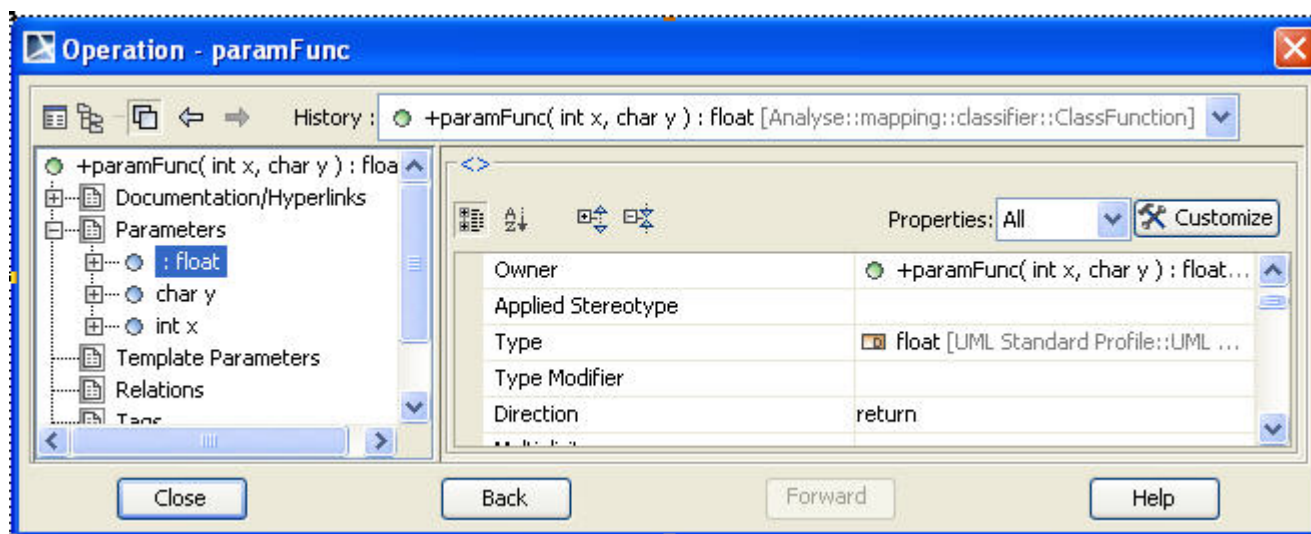 Operation - paramFunc
History : +paramFunc( int x, char y ) : float [Analyse::mapping::classifier::ClassFunction]
+paramFunc( int x, char y ) : floa
Documentation/Hyperlinks
Parameters
: float
char y
int x
Template Parameters
Relations
Tags
<>
Properties: All Customize
Owner +paramFunc( int x, char y ) : float...
Applied Stereotype
Type float [UML Standard Profile::UML ...
Type Modifier
Direction return
Close Back Forward Help